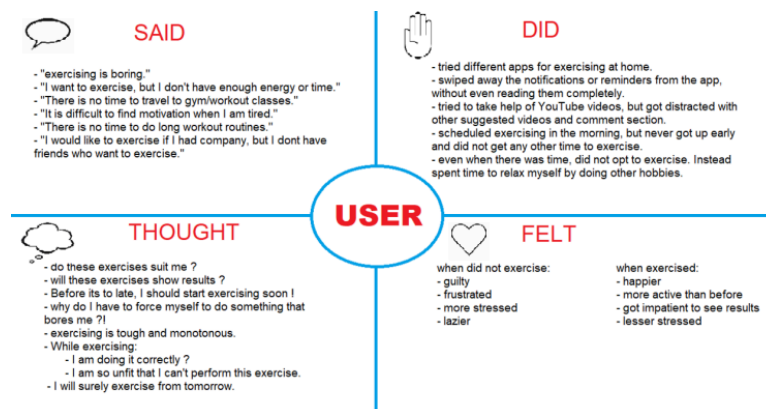 SAID
- "exercising is boring."
- "I want to exercise, but I don't have enough energy or time."
- "There is no time to travel to gym/workout classes."
- "It is difficult to find motivation when I am tired."
- "There is no time to do long workout routines."
- "I would like to exercise if I had company, but I dont have
friends who want to exercise."
DID
- tried different apps for exercising at home.
- swiped away the notifications or reminders from the app,
without even reading them completely.
- tried to take help of YouTube videos, but got distracted with
other suggested videos and comment section.
- scheduled exercising in the morning, but never got up early
and did not get any other time to exercise.
- even when there was time, did not opt to exercise. Instead
spent time to relax myself by doing other hobbies.
USER
THOUGHT
- do these exercises suit me ?
- will these exercises show results ?
- Before its to late, I should start exercising soon !
- why do I have to force myself to do something that
bores me ?!
- exercising is tough and monotonous.
- While exercising:
- I am doing it correctly ?
- I am so unfit that I can't perform this exercise.
- I will surely exercise from tomorrow.
FELT
when did not exercise:
- guilty
- frustrated
- more stressed
- lazier
when exercised:
- happier
- more active than before
- got impatient to see results
- lesser stressed